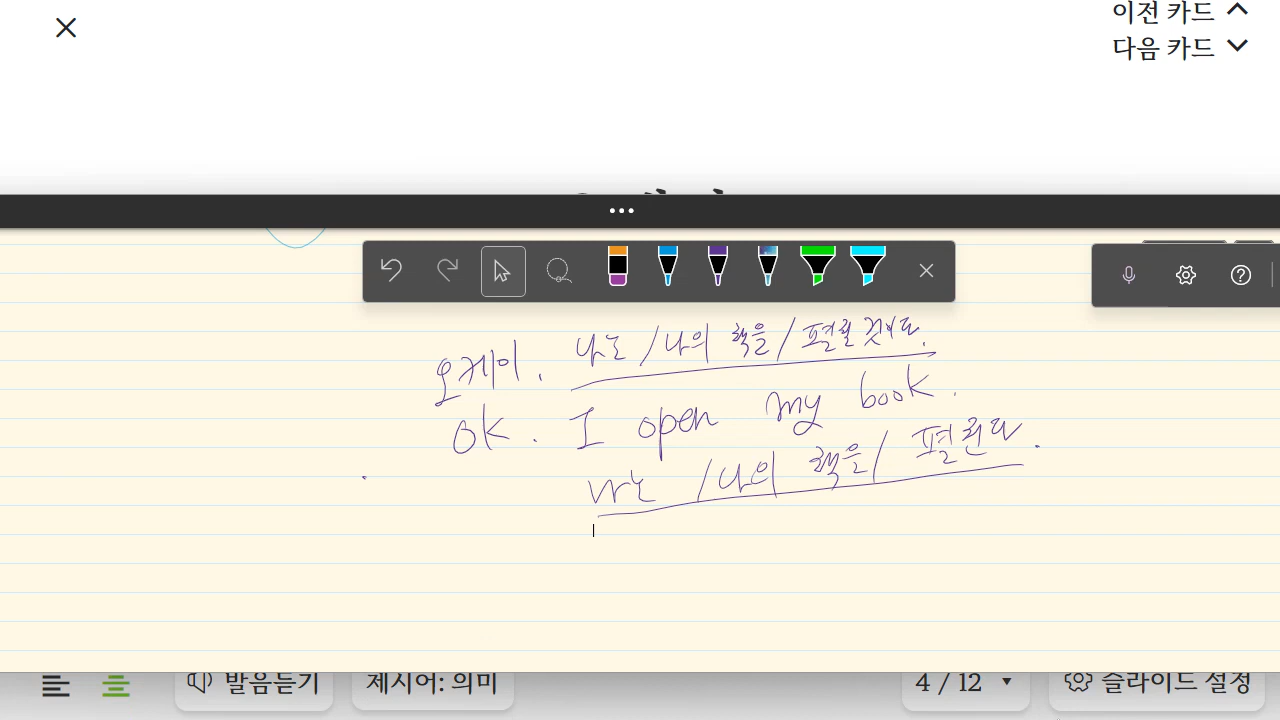 이전 카드
다음 카드
오케이. 나는 / 나의 책을 / 펼칠 것이다.
OK. I open my book.
나는 / 나의 책을 / 펼친다.
발음듣기 제시어: 의미 4 / 12 슬라이드 설정